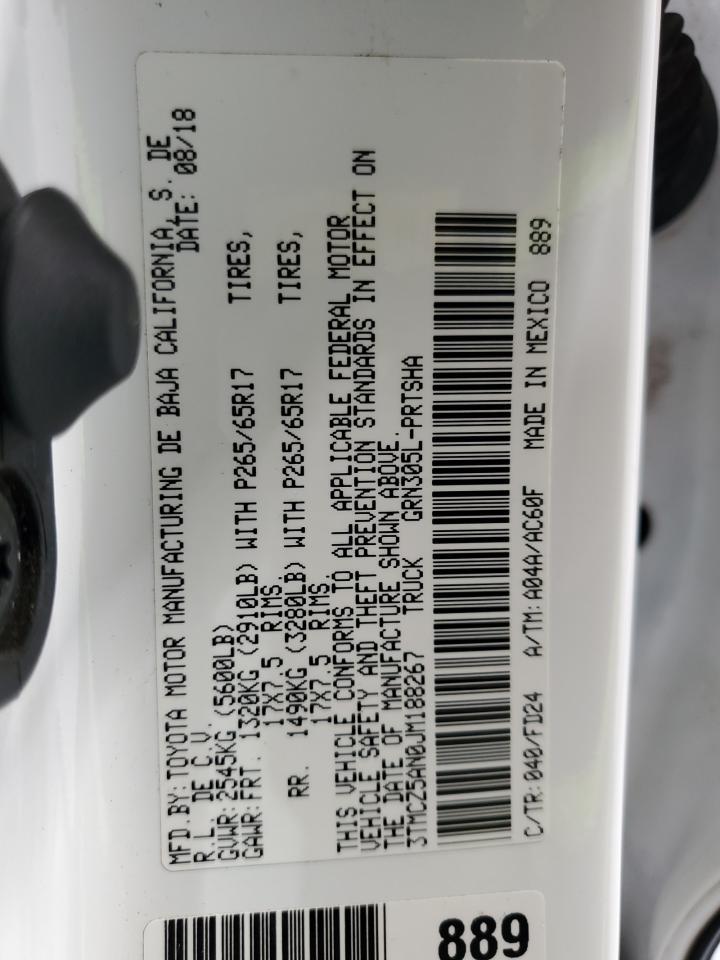 MFD.BY:TOYOTA MOTOR MANUFACTURING DE BAJA CALIFORNIA, S. DE
R.L. DE C.V. DATE: 08/18
GVWR:2545KG (5600LB)
GAWR:FRT. 1320KG (2910LB) WITH P265/65R17 TIRES,
17X7.5 RIMS.
RR. 1490KG (3280LB) WITH P265/65R17 TIRES,
17X7.5 RIMS.
THIS VEHICLE CONFORMS TO ALL APPLICABLE FEDERAL MOTOR
VEHICLE SAFETY AND THEFT PREVENTION STANDARDS IN EFFECT ON
THE DATE OF MANUFACTURE SHOWN ABOVE.
3TMCZ5AN0JM188267 TRUCK GRN305L-PRTSHA
C/TR:040/FD24 A/TM:A04A/AC60F MADE IN MEXICO 889
889